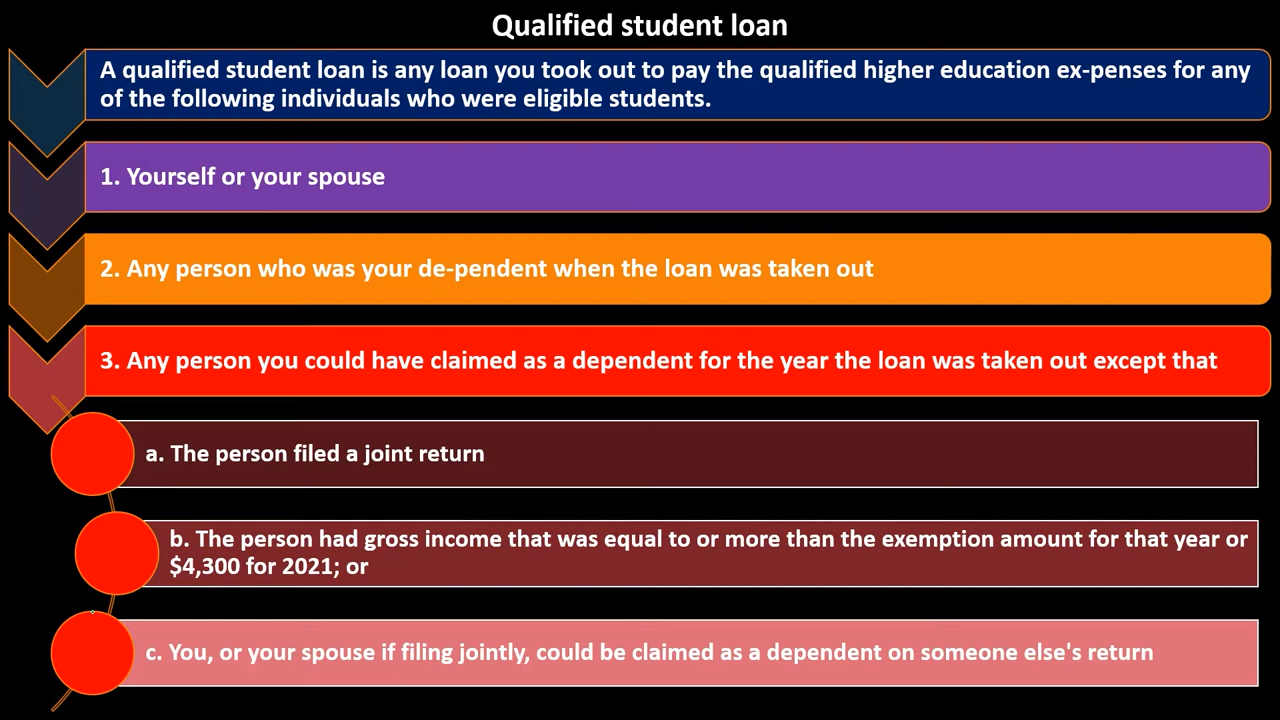 Qualified student loan
A qualified student loan is any loan you took out to pay the qualified higher education ex-penses for any
of the following individuals who were eligible students.
1. Yourself or your spouse
2. Any person who was your de-pendent when the loan was taken out
3. Any person you could have claimed as a dependent for the year the loan was taken out except that
a. The person filed a joint return
b. The person had gross income that was equal to or more than the exemption amount for that year or
$4,300 for 2021; or
c. You, or your spouse if filing jointly, could be claimed as a dependent on someone else's return